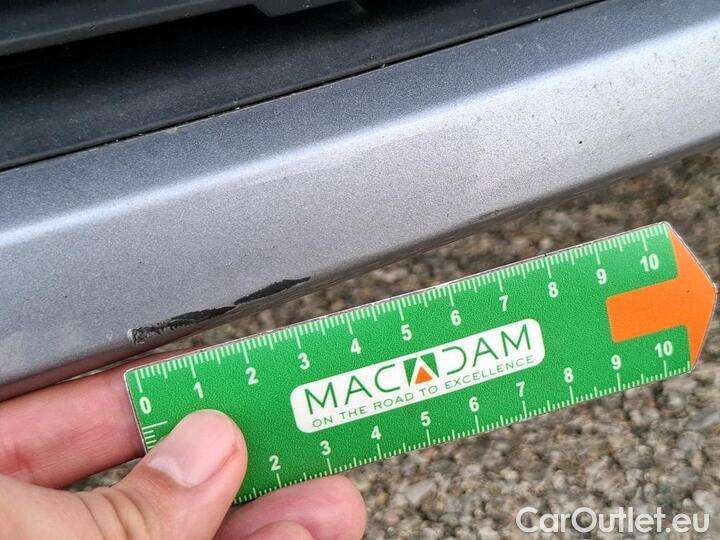 0 1 2 3 4 5 6 7 8 9 10
MACADAM
ON THE ROAD TO EXCELLENCE
2 3 4 5 6 7 8 9 10
CarOutlet.eu